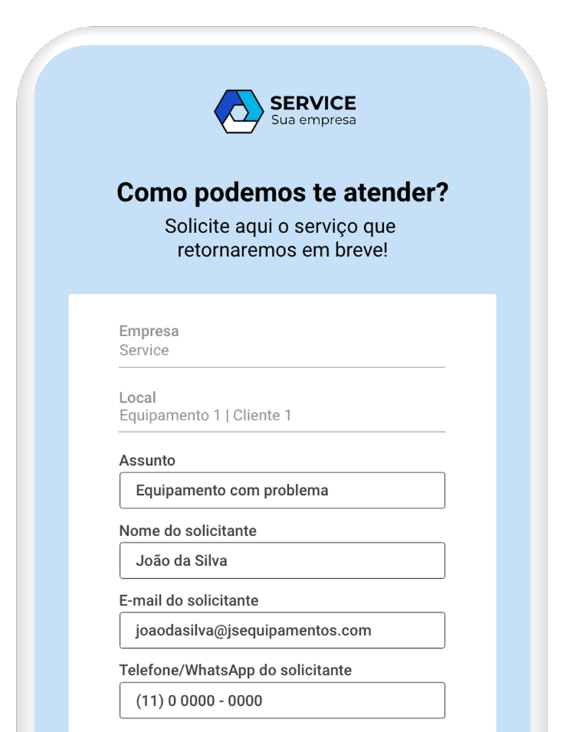 SERVICE
Sua empresa
Como podemos te atender?
Solicite aqui o serviço que
retornaremos em breve!
Empresa
Service
Local
Equipamento 1 | Cliente 1
Assunto
Equipamento com problema
Nome do solicitante
João da Silva
E-mail do solicitante
joaodasilva@jsequipamentos.com
Telefone/WhatsApp do solicitante
(11) 0 0000 - 0000